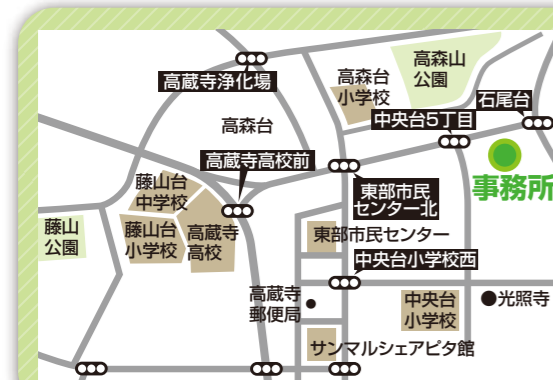 高森山
公園
高蔵寺浄化場
高森台
小学校
石尾台
中央台5丁目
高森台
高蔵寺高校前
藤山台
中学校
東部市民
センター北
事務所
藤山
公園
藤山台
小学校
高蔵寺
高校
東部市民センター
中央台小学校西
高蔵寺
郵便局
中央台
小学校
光照寺
サンマルシェアピタ館